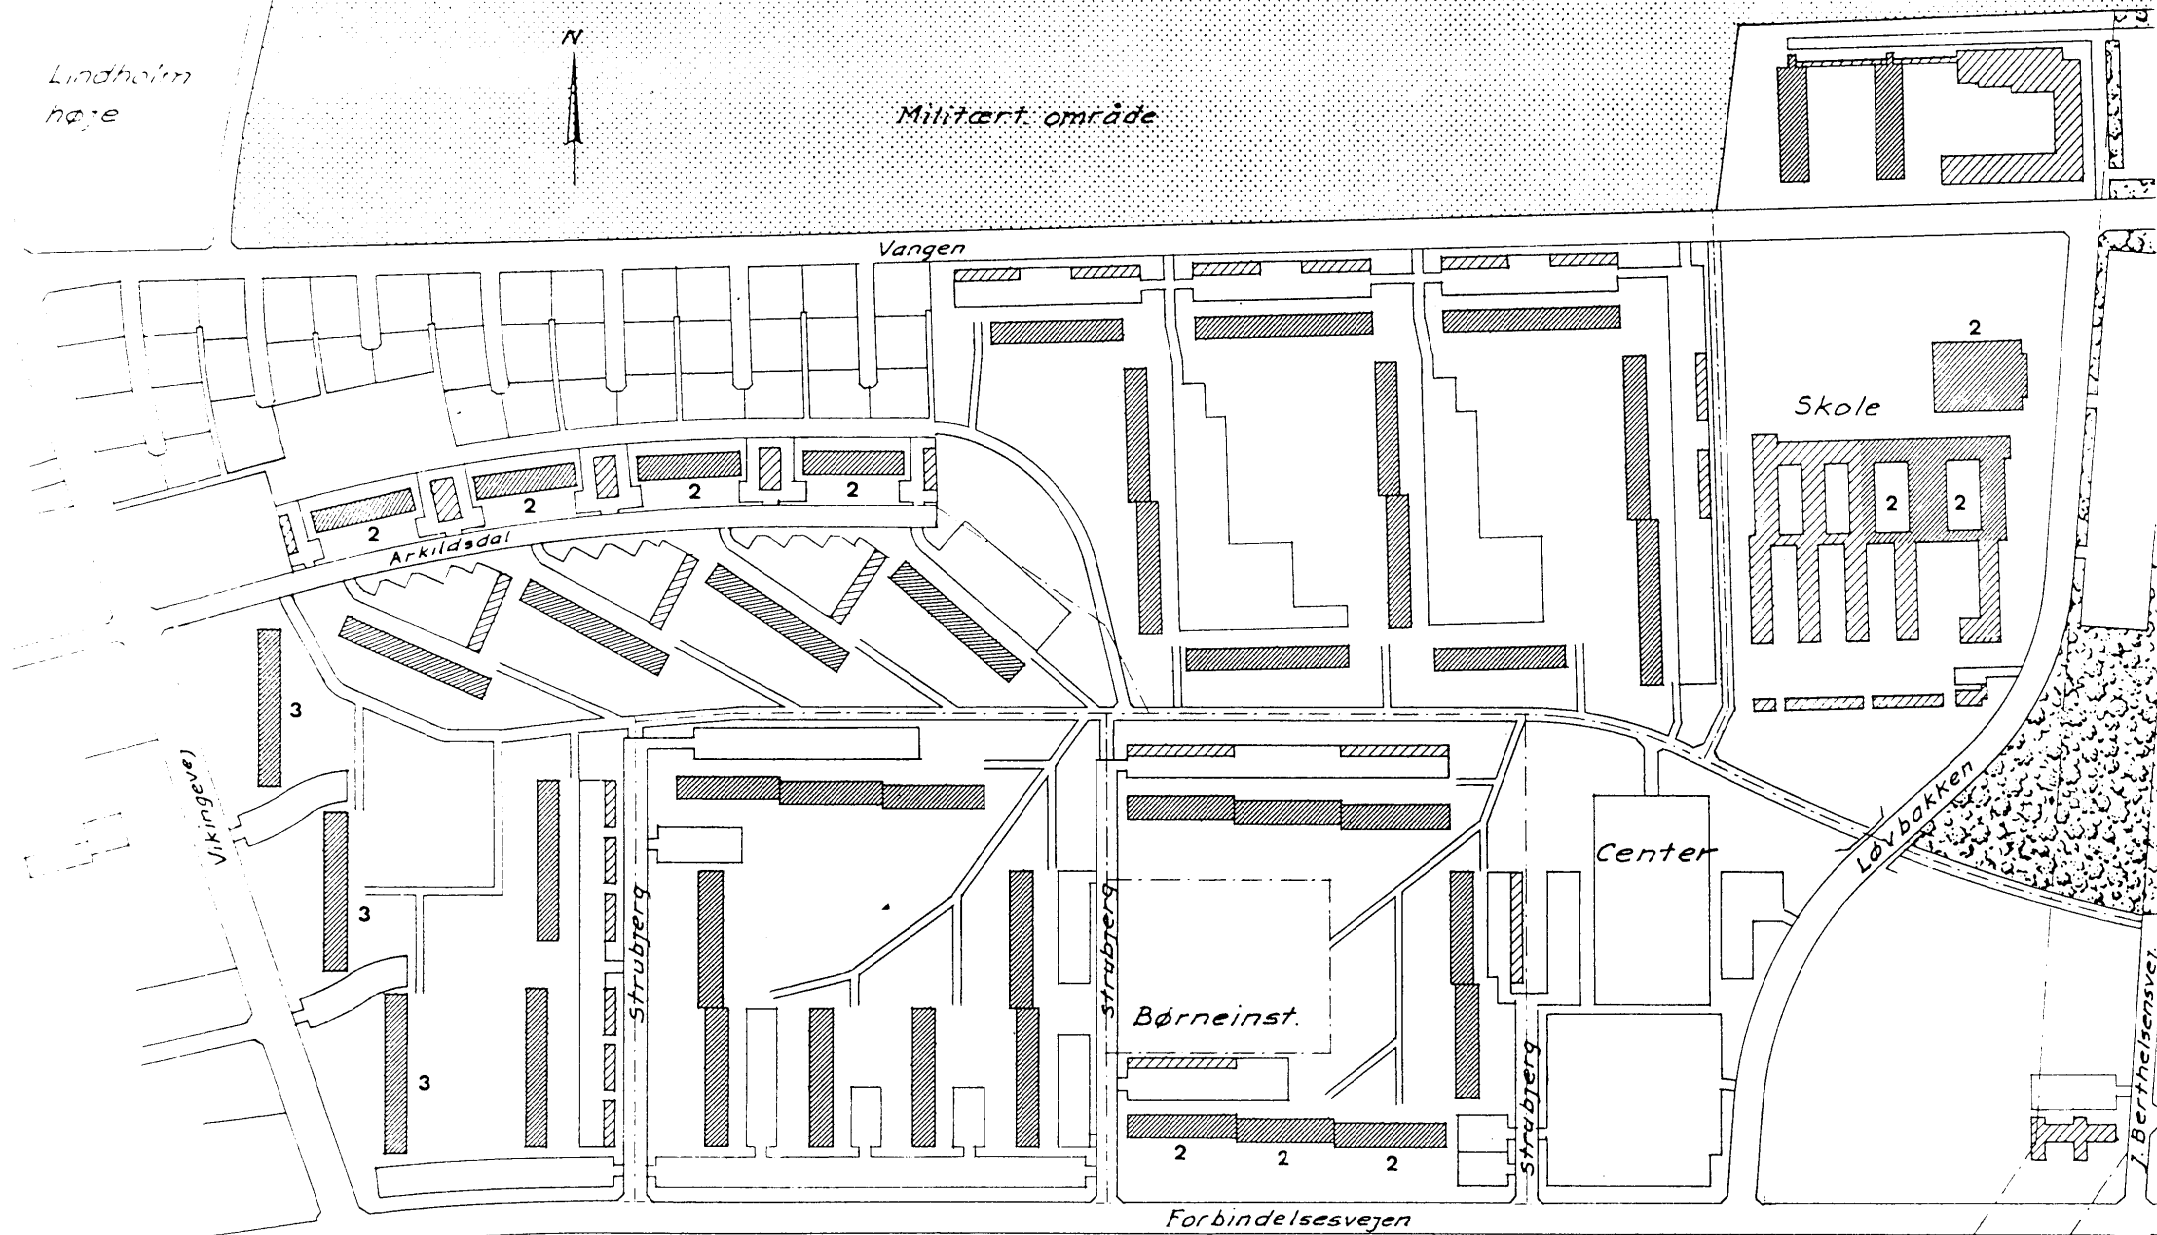 N
Lindholm
høje
Militært område
Vangen
2
Skole
2
2
2
2
2
2
Arkildsdal
3
Vikingevej
Løvbakken
Center
3
Strubjerg
Strubjerg
Børneinst.
J. Berthelsensvej.
Strubjerg
3
2
2
2
Forbindelsesvejen